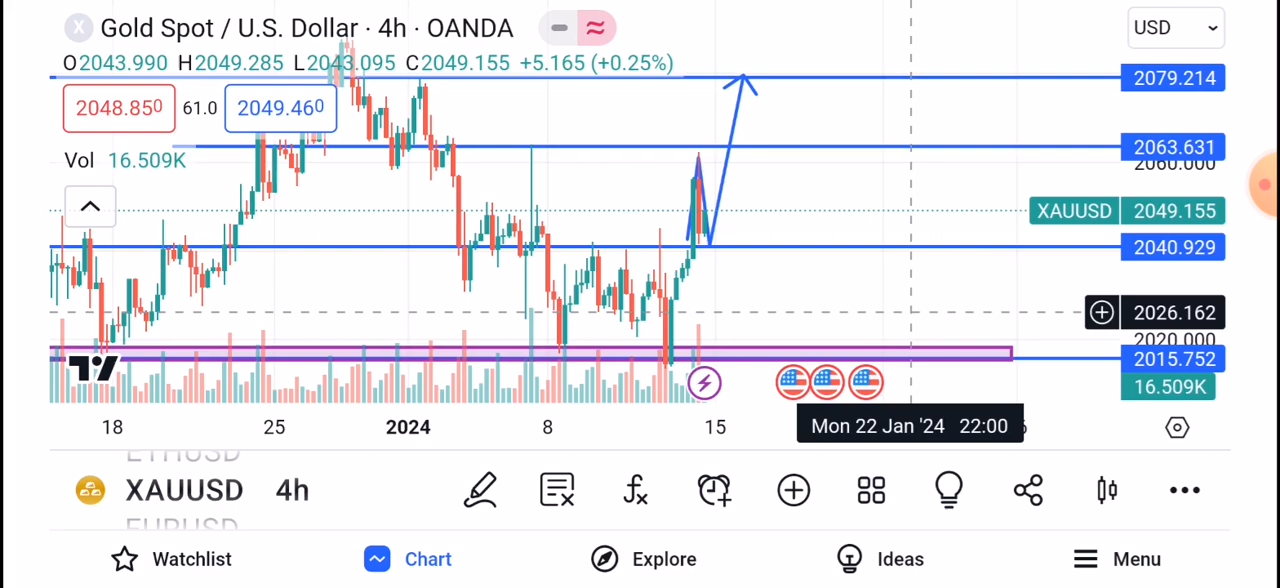 X Gold Spot / U.S. Dollar · 4h · OANDA
USD
O2043.990 H2049.285 L2043.095 C2049.155 +5.165 (+0.25%)
2079.214
2048.850 61.0 2049.460
Vol 16.509K
2063.631
2060.000
XAUUSD 2049.155
2040.929
2026.162
2020.000
2015.752
16.509K
18 25 2024 8 15 Mon 22 Jan '24 22:00
ETHUSD
XAUUSD 4h
EURUSD
Watchlist Chart Explore Ideas Menu